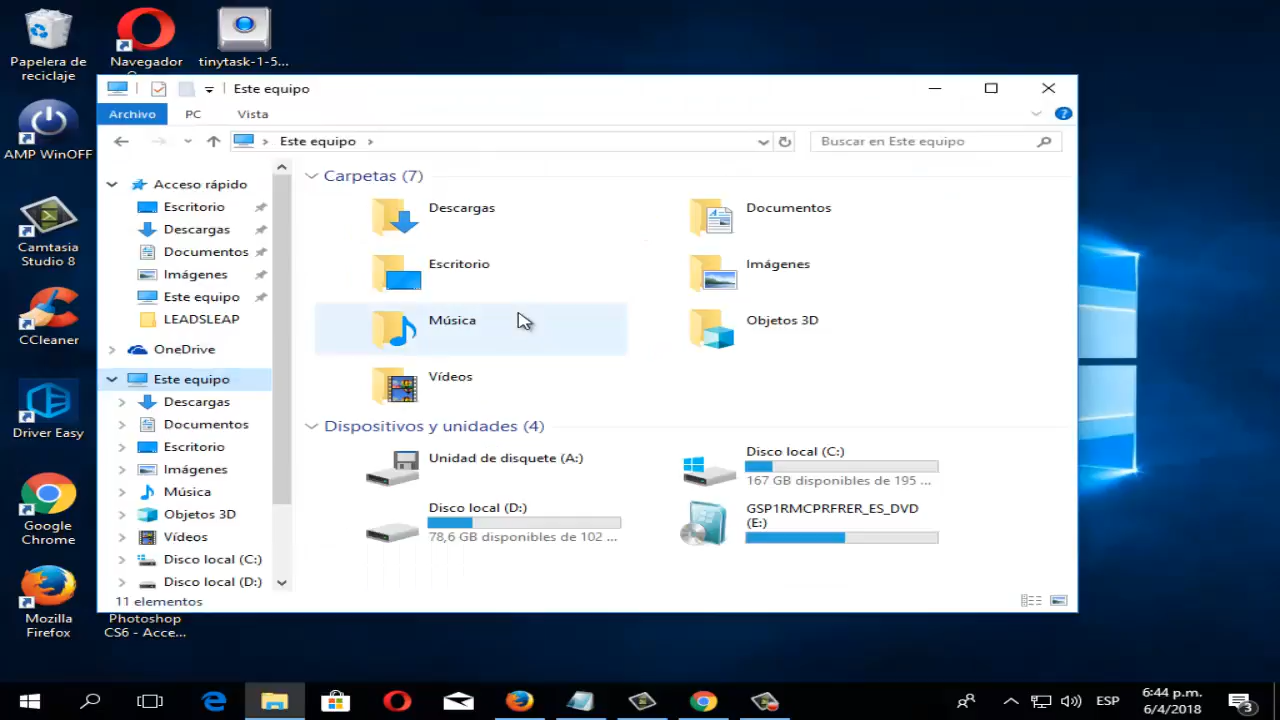 Papelera de
reciclaje
Navegador
tinytask-1-5...
AMP WinOFF
Camtasia
Studio 8
CCleaner
Driver Easy
Google
Chrome
Mozilla
Firefox
Photoshop
CS6 - Acce...
Este equipo
Archivo
PC
Vista
Este equipo
Buscar en Este equipo
Acceso rápido
Escritorio
Descargas
Documentos
Imágenes
Este equipo
LEADSLEAP
OneDrive
Este equipo
Descargas
Documentos
Escritorio
Imágenes
Música
Objetos 3D
Vídeos
Disco local (C:)
Disco local (D:)
Carpetas (7)
Descargas
Documentos
Escritorio
Imágenes
Música
Objetos 3D
Vídeos
Dispositivos y unidades (4)
Unidad de disquete (A:)
Disco local (C:)
167 GB disponibles de 195 ...
Disco local (D:)
78,6 GB disponibles de 102 ...
GSP1RMCPRFRER_ES_DVD
(E:)
11 elementos
ESP
6:44 p.m.
6/4/2018
3